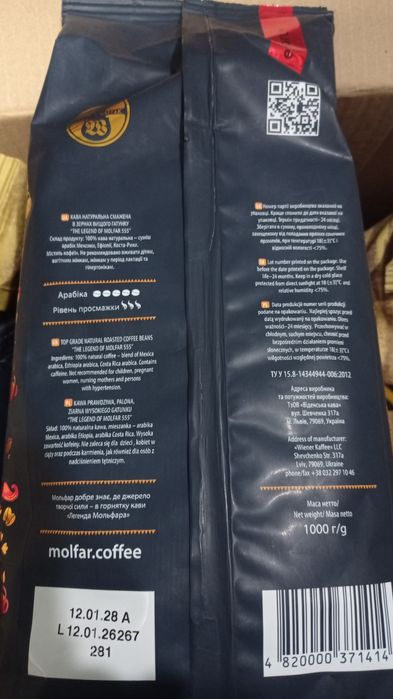 UA КАВА НАТУРАЛЬНА СМАЖЕНА
В ЗЕРНАХ ВИЩОГО ҐАТУНКУ
"THE LEGEND OF MOLFAR 555"
Склад продукту: 100% кава натуральна – суміш
арабік Мексики, Ефіопії, Коста-Рики.
Містить кофеїн. Не рекомендовано вживати дітям,
вагітним жінкам, жінкам у період лактації та
гіпертонікам.
Арабіка
Рівень просмажки
TOP GRADE NATURAL ROASTED COFFEE BEANS
"THE LEGEND OF MOLFAR 555"
Ingredients: 100% natural coffee – blend of Mexico
arabica, Ethiopia arabica, Costa Rica arabica. Contains
caffeine. Not recommended for children, pregnant
women, nursing mothers and persons
with hypertension.
PL KAWA PRAWDZIWA, PALONA,
ZIARNA WYSOKIEGO GATUNKU
"THE LEGEND OF MOLFAR 555"
Skład: 100% naturalna kawa, mieszanka – arabika
Mexico, arabika Etiopia, arabika Costa Rica. Wysoka
zawartość kofeiny. Nie zaleca się dla dzieci, kobiet w
ciąży oraz podczas karmienia, jak również dla osób z
nadciśnieniem tętniczym.
Мольфар добре знає, де джерело
творчої сили – в горнятку кави
«Легенда Мольфара»
molfar.coffee
12.01.28 A
L 12.01.26267
281
UA Номер партії виробництва вказаний на
упаковці. Краще спожити до дати вказаної на
упаковці. Термін придатності–24 місяці.
Зберігати в сухому, прохолодному місці,
захищеному від попадання прямих сонячних
променів, при температурі 18(±5)˚С і
відносній вологості <75%.
Lot number printed on the package. Use
before the date printed on the package. Shelf
life–24 months. Keep in a dry cold place
protected from direct sunlight at 18 (±5)˚C and
relative humidity <75%.
PL Data produkcji numer serii produkcji
podane na opakowaniu. Najlepiej spożyć przed
datą wydrukowaną na opakowaniu. Okres
ważności–24 miesięcy. Przechowywać w
chłodnym, suchym miejscu, chronić przed
bezpośrednim działaniem promieni
słonecznych, w temperaturze 18(±5)˚C i
względnej wilgotności powietrza <75%.
ТУ У 15.8-14344944-006:2012
Адреса виробника
та потужностей виробництва:
ТзОВ «Віденська кава»
вул. Шевченка 317а
м. Львів, 79069, Україна
Address of manufacturer:
«Wiener Kaffee» LLC
Shevchenko Str. 317a
Lviv, 79069, Ukraine
phone/fax +38 032 297 10 46
Маса нетто/
Net weight/ Masa netto
1000 г/g
4 820000 371414